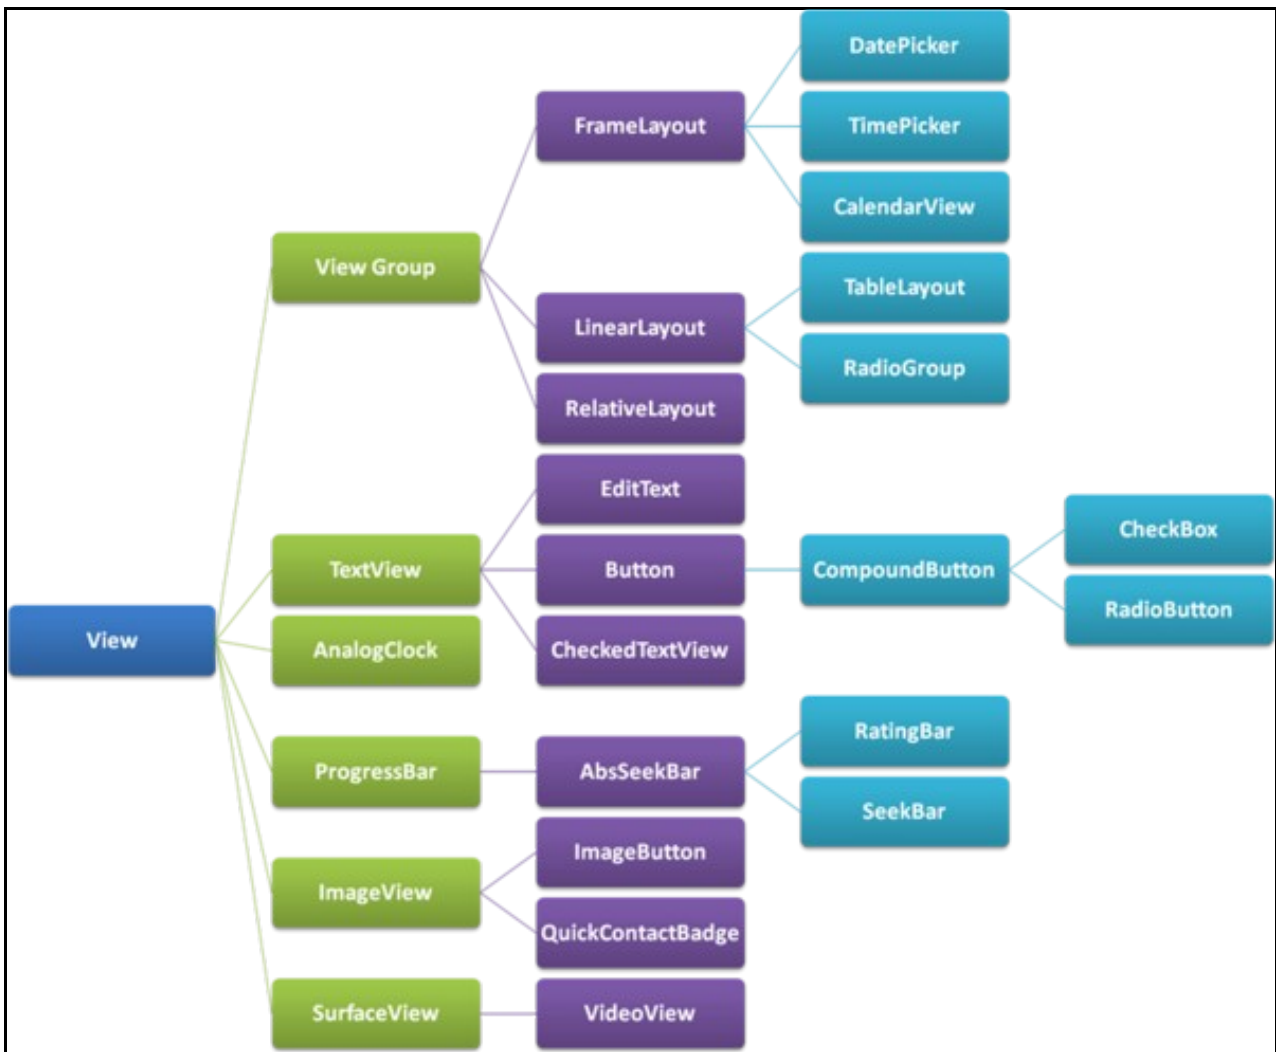 DatePicker
FrameLayout
TimePicker
CalendarView
View Group
TableLayout
LinearLayout
RadioGroup
RelativeLayout
EditText
CheckBox
TextView
Button
CompoundButton
RadioButton
View
AnalogClock
CheckedTextView
RatingBar
ProgressBar
AbsSeekBar
SeekBar
ImageButton
ImageView
QuickContactBadge
SurfaceView
VideoView